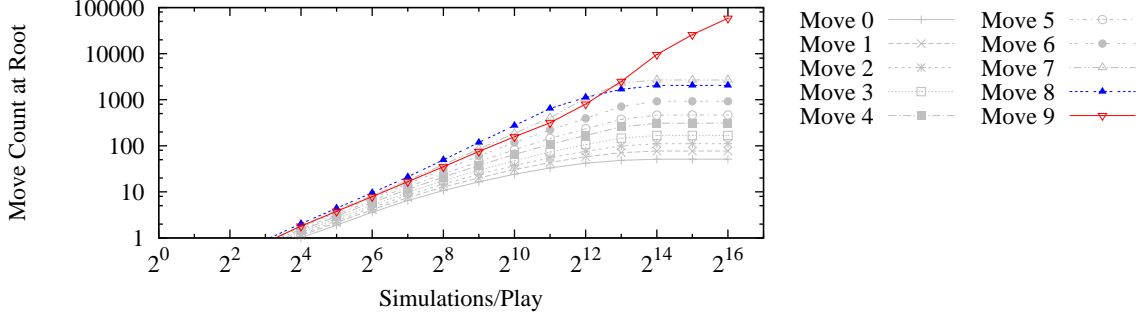 Move Count at Root
100000
10000
1000
100
10
1
2^0 2^2 2^4 2^6 2^8 2^10 2^12 2^14 2^16
Simulations/Play
Move 0
Move 1
Move 2
Move 3
Move 4
Move 5
Move 6
Move 7
Move 8
Move 9